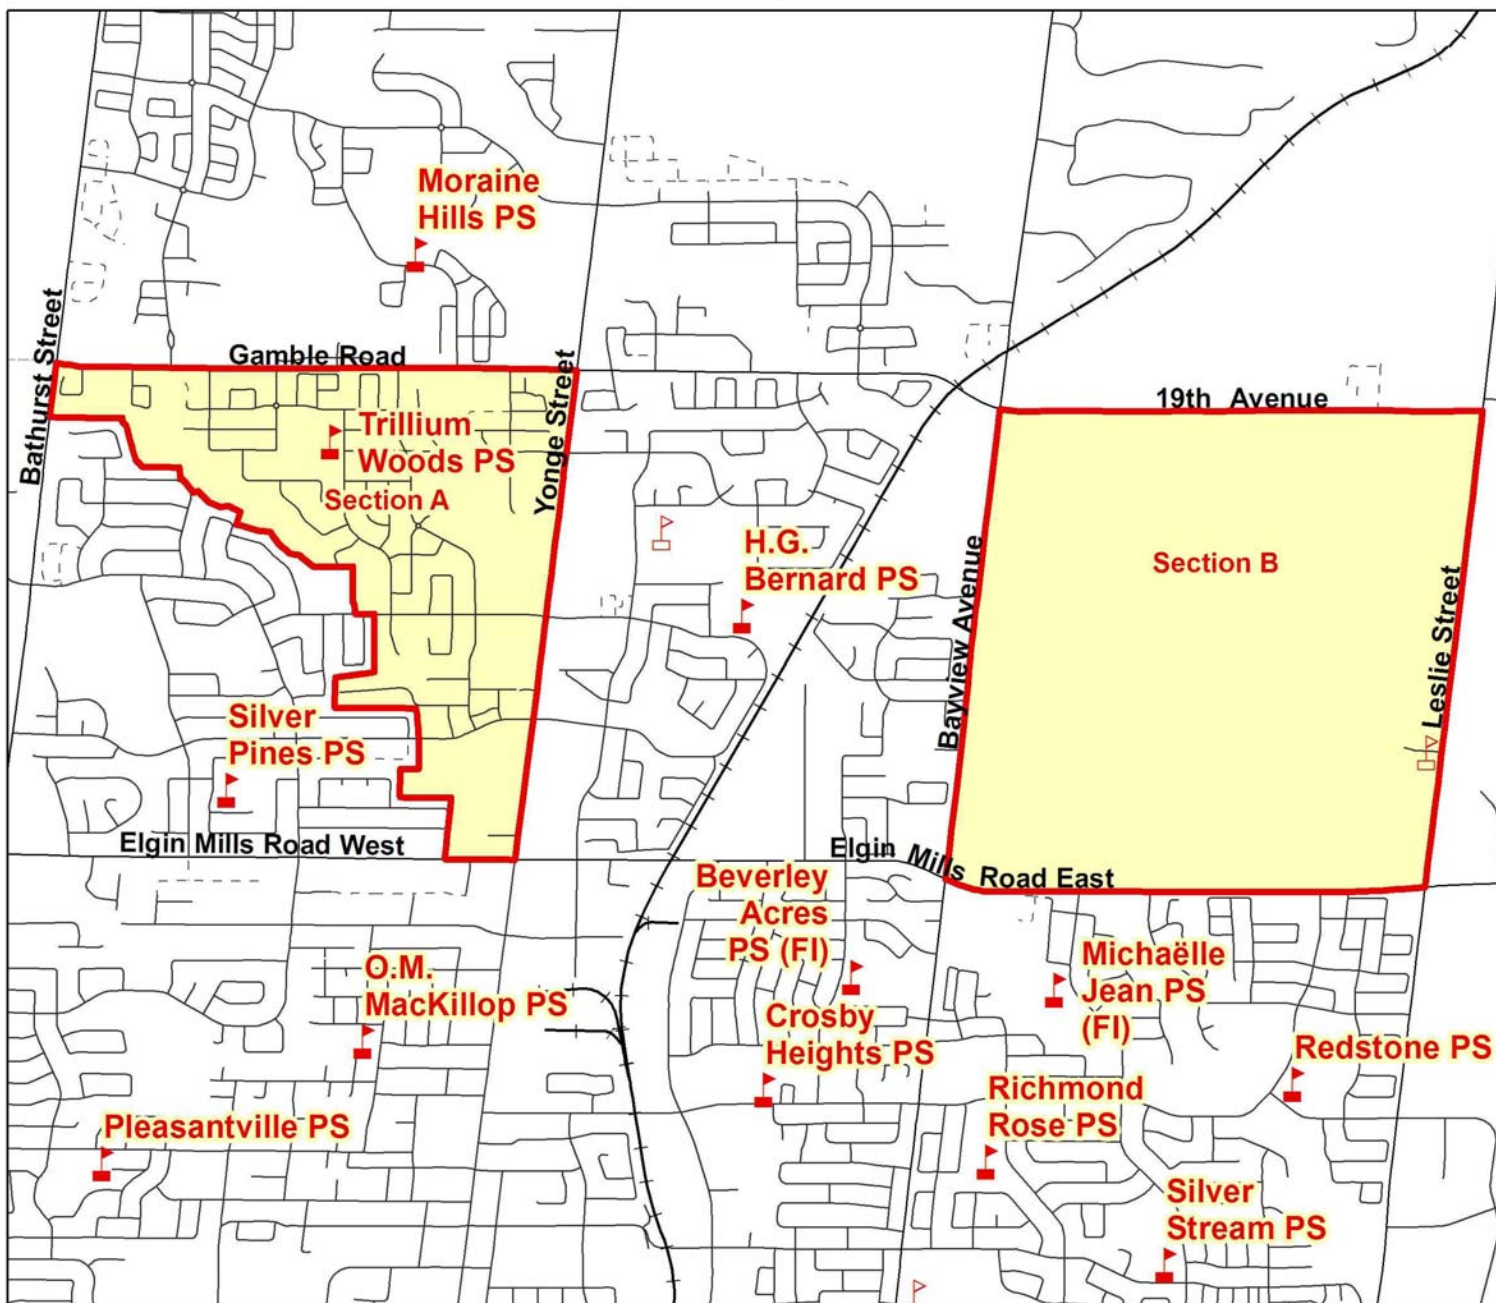 Moraine
Hills PS
Bathurst Street
Gamble Road
Yonge Street
19th Avenue
Trillium
Woods PS
Section A
H.G.
Bernard PS
Bayview Avenue
Section B
Leslie Street
Silver
Pines PS
Elgin Mills Road West
Elgin Mills Road East
Beverley
Acres
PS (FI)
Michaëlle
Jean PS
(FI)
O.M.
MacKillop PS
Crosby
Heights PS
Redstone PS
Richmond
Rose PS
Pleasantville PS
Silver
Stream PS